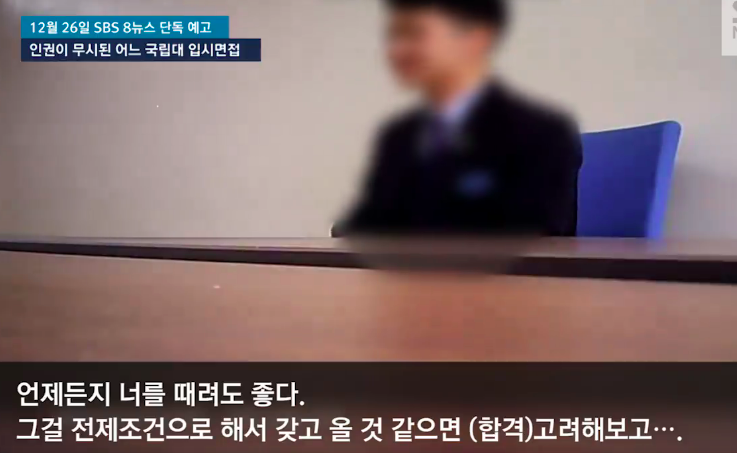 12월 26일 SBS 8뉴스 단독 예고
인권이 무시된 어느 국립대 입시면접
언제든지 너를 때려도 좋다.
그걸 전제조건으로 해서 갖고 올 것 같으면 (합격)고려해보고….